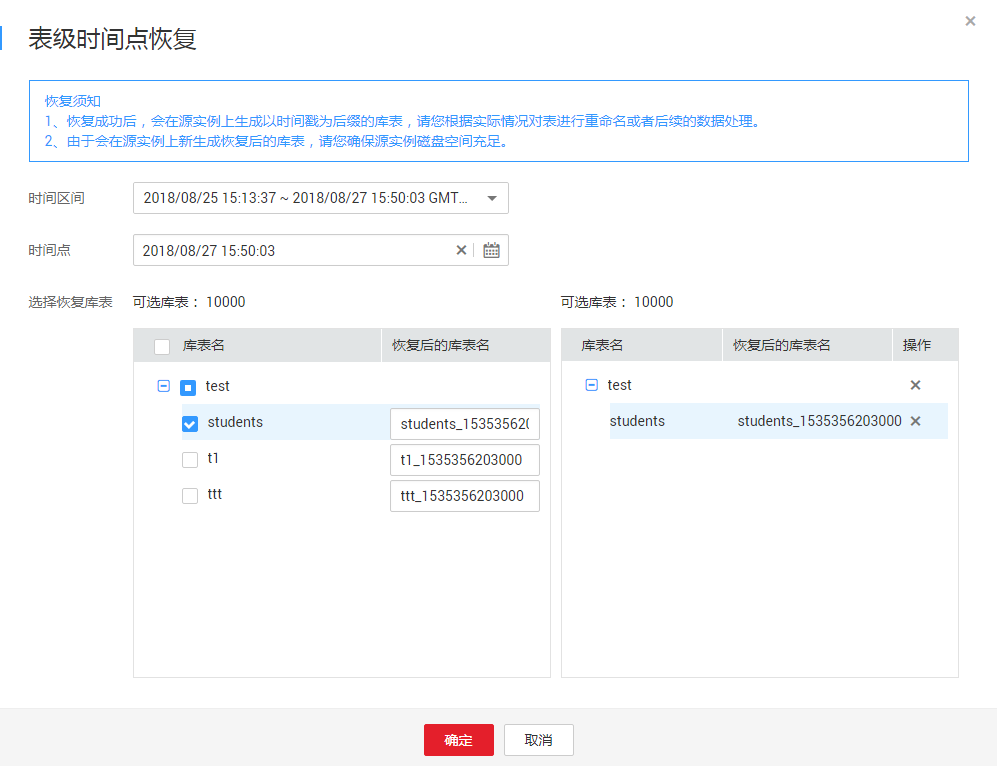 表级时间点恢复
恢复须知
1、恢复成功后，会在源实例上生成以时间戳为后缀的库表，请您根据实际情况对表进行重命名或者后续的数据处理。
2、由于会在源实例上新生成恢复后的库表，请您确保源实例磁盘空间充足。
时间区间 2018/08/25 15:13:37 ~ 2018/08/27 15:50:03 GMT...
时间点 2018/08/27 15:50:03
选择恢复库表 可选库表： 10000 可选库表： 10000
库表名 恢复后的库表名 库表名 恢复后的库表名 操作
test test
students students_153535620 students students_1535356203000
t1 t1_1535356203000
ttt ttt_1535356203000
确定 取消